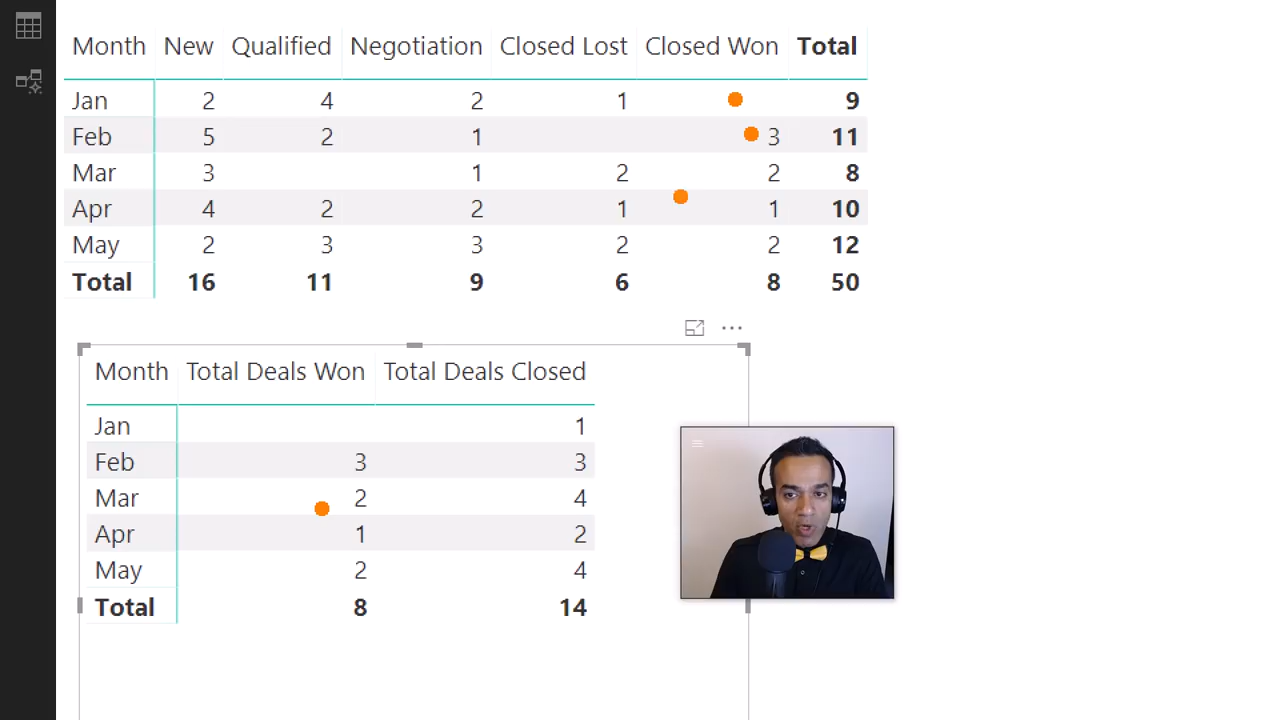 Month New Qualified Negotiation Closed Lost Closed Won Total
Jan 2 4 2 1 9
Feb 5 2 1 3 11
Mar 3 1 2 2 8
Apr 4 2 2 1 1 10
May 2 3 3 2 2 12
Total 16 11 9 6 8 50
Month Total Deals Won Total Deals Closed
Jan 1
Feb 3 3
Mar 2 4
Apr 1 2
May 2 4
Total 8 14